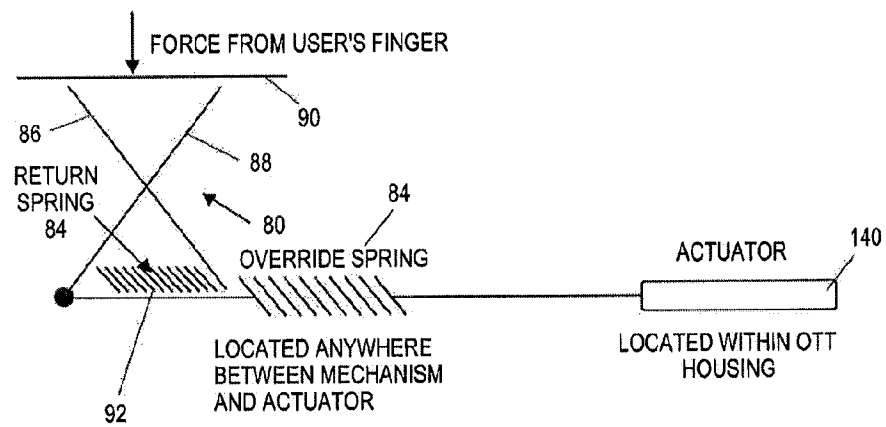 FORCE FROM USER'S FINGER
90
86
88
RETURN
SPRING
84
80
84
OVERRIDE SPRING
ACTUATOR
140
LOCATED ANYWHERE
BETWEEN MECHANISM
AND ACTUATOR
LOCATED WITHIN OTT
HOUSING
92